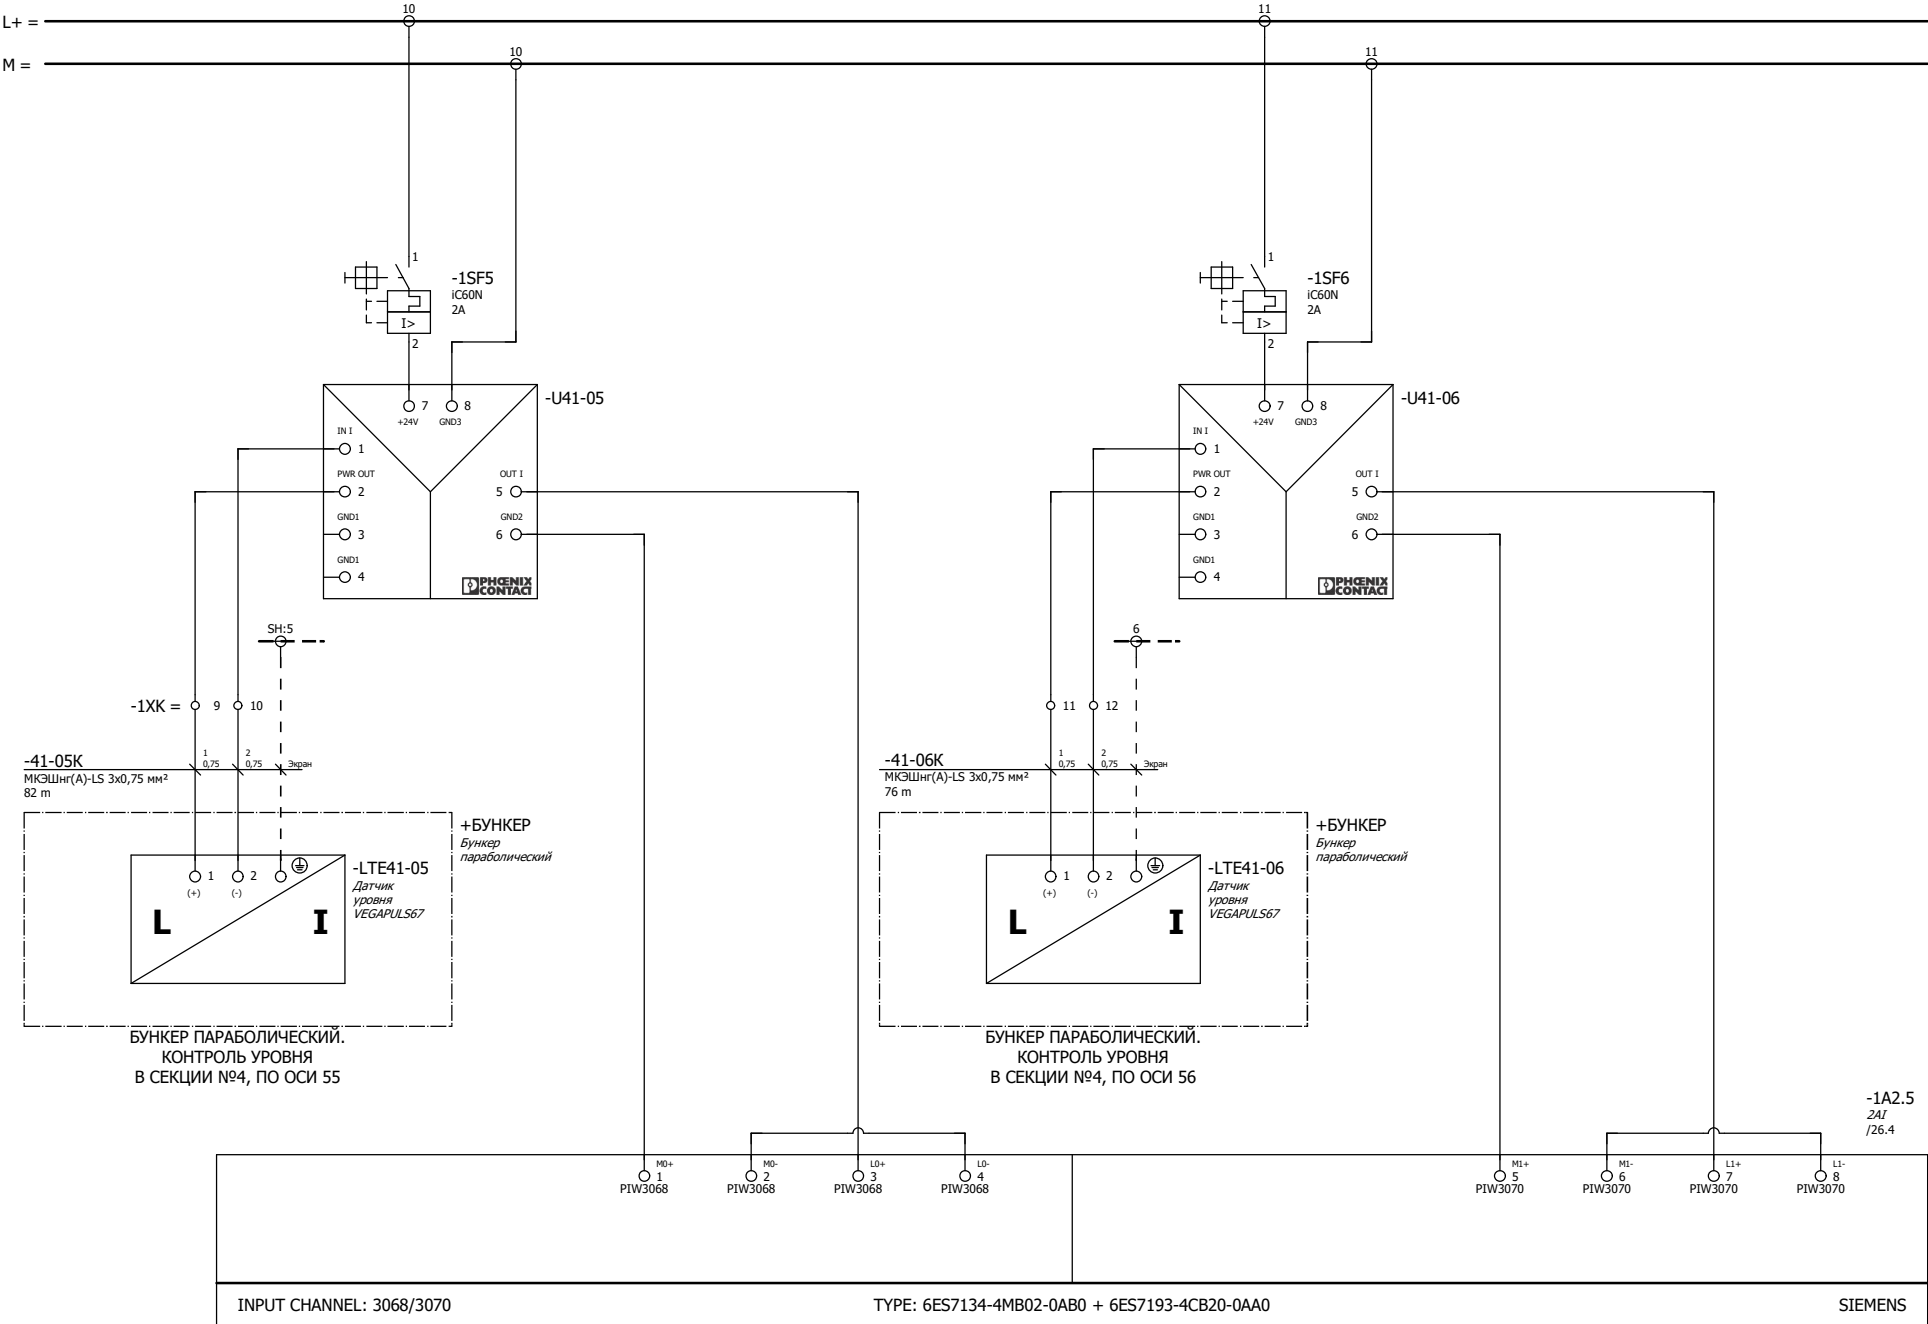 10
11
L+ =
10
11
M =
1
-1SF5
iC60N
2A
I>
2
1
-1SF6
iC60N
2A
I>
2
-U41-05
7
8
+24V
GND3
IN I
1
PWR OUT
2
GND1
3
GND1
4
OUT I
5
GND2
6
PHŒNIX
CONTACT
-U41-06
7
8
+24V
GND3
IN I
1
PWR OUT
2
GND1
3
GND1
4
OUT I
5
GND2
6
PHŒNIX
CONTACT
SH:5
6
-1XK =
9
10
11
12
-41-05K
МКЭШнг(А)-LS 3x0,75 мм²
82 m
1
0,75
2
0,75
Экран
-41-06K
МКЭШнг(А)-LS 3x0,75 мм²
76 m
1
0,75
2
0,75
Экран
+БУНКЕР
Бункер
параболический
1
2
(+)
(-)
L
I
-LTE41-05
Датчик
уровня
VEGAPULS67
БУНКЕР ПАРАБОЛИЧЕСКИЙ.
КОНТРОЛЬ УРОВНЯ
В СЕКЦИИ №4, ПО ОСИ 55
+БУНКЕР
Бункер
параболический
1
2
(+)
(-)
L
I
-LTE41-06
Датчик
уровня
VEGAPULS67
БУНКЕР ПАРАБОЛИЧЕСКИЙ.
КОНТРОЛЬ УРОВНЯ
В СЕКЦИИ №4, ПО ОСИ 56
-1A2.5
2AI
/26.4
M0+
1
PIW3068
M0-
2
PIW3068
L0+
3
PIW3068
L0-
4
PIW3068
M1+
5
PIW3070
M1-
6
PIW3070
L1+
7
PIW3070
L1-
8
PIW3070
INPUT CHANNEL: 3068/3070
TYPE: 6ES7134-4MB02-0AB0 + 6ES7193-4CB20-0AA0
SIEMENS